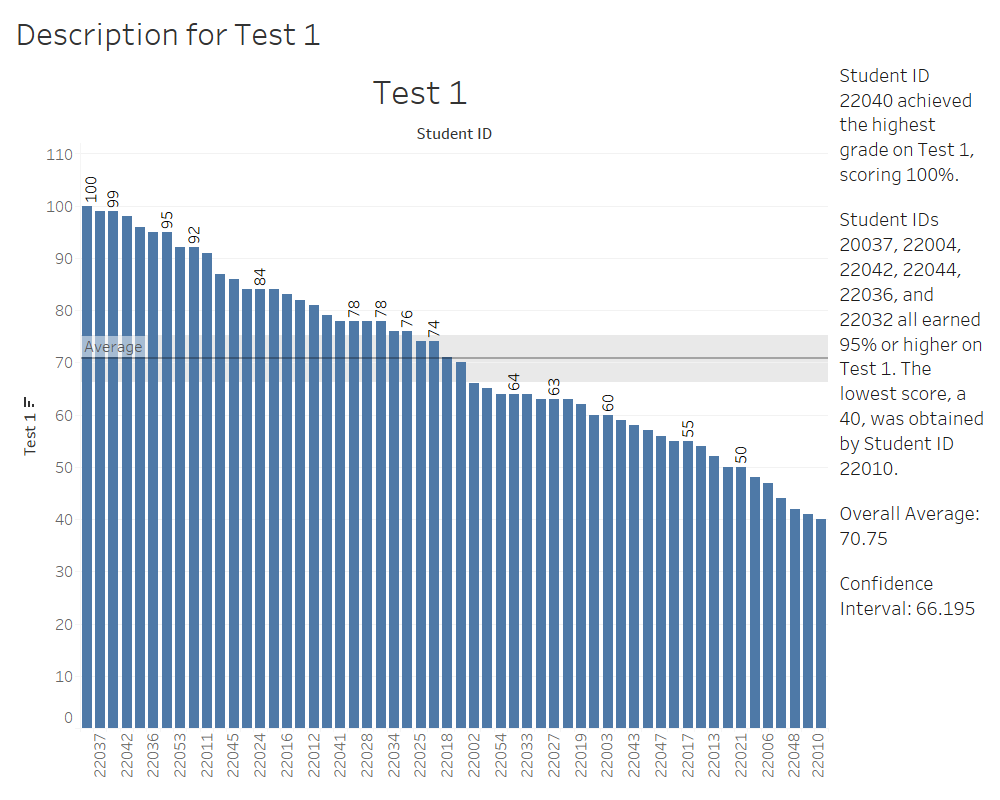 Description for Test 1
Test 1
Student ID
110
100
90
80
70
60
50
40
30
20
10
0
Test 1
100
99
95
92
84
78
78
76
74
64
63
60
55
50
Average
22037
22042
22036
22053
22011
22045
22024
22016
22012
22041
22028
22034
22025
22018
22002
22054
22033
22027
22019
22003
22043
22047
22017
22013
22021
22006
22048
22010
Student ID
22040 achieved
the highest
grade on Test 1,
scoring 100%.
Student IDs
20037, 22004,
22042, 22044,
22036, and
22032 all earned
95% or higher on
Test 1. The
lowest score, a
40, was obtained
by Student ID
22010.
Overall Average:
70.75
Confidence
Interval: 66.195